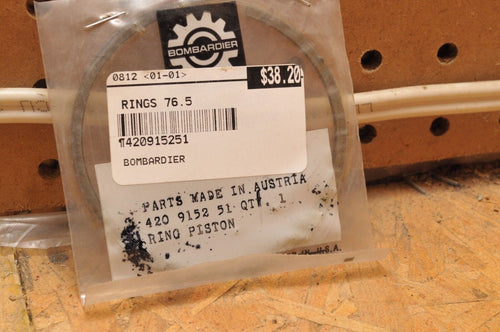 BOMBARDIER
0812 <01-01>
$38.20
RINGS 76.5
¶420915251
BOMBARDIER
PARTS MADE IN AUSTRIA
420 9152 51 QTY. 1
RING PISTON
U.S.A.